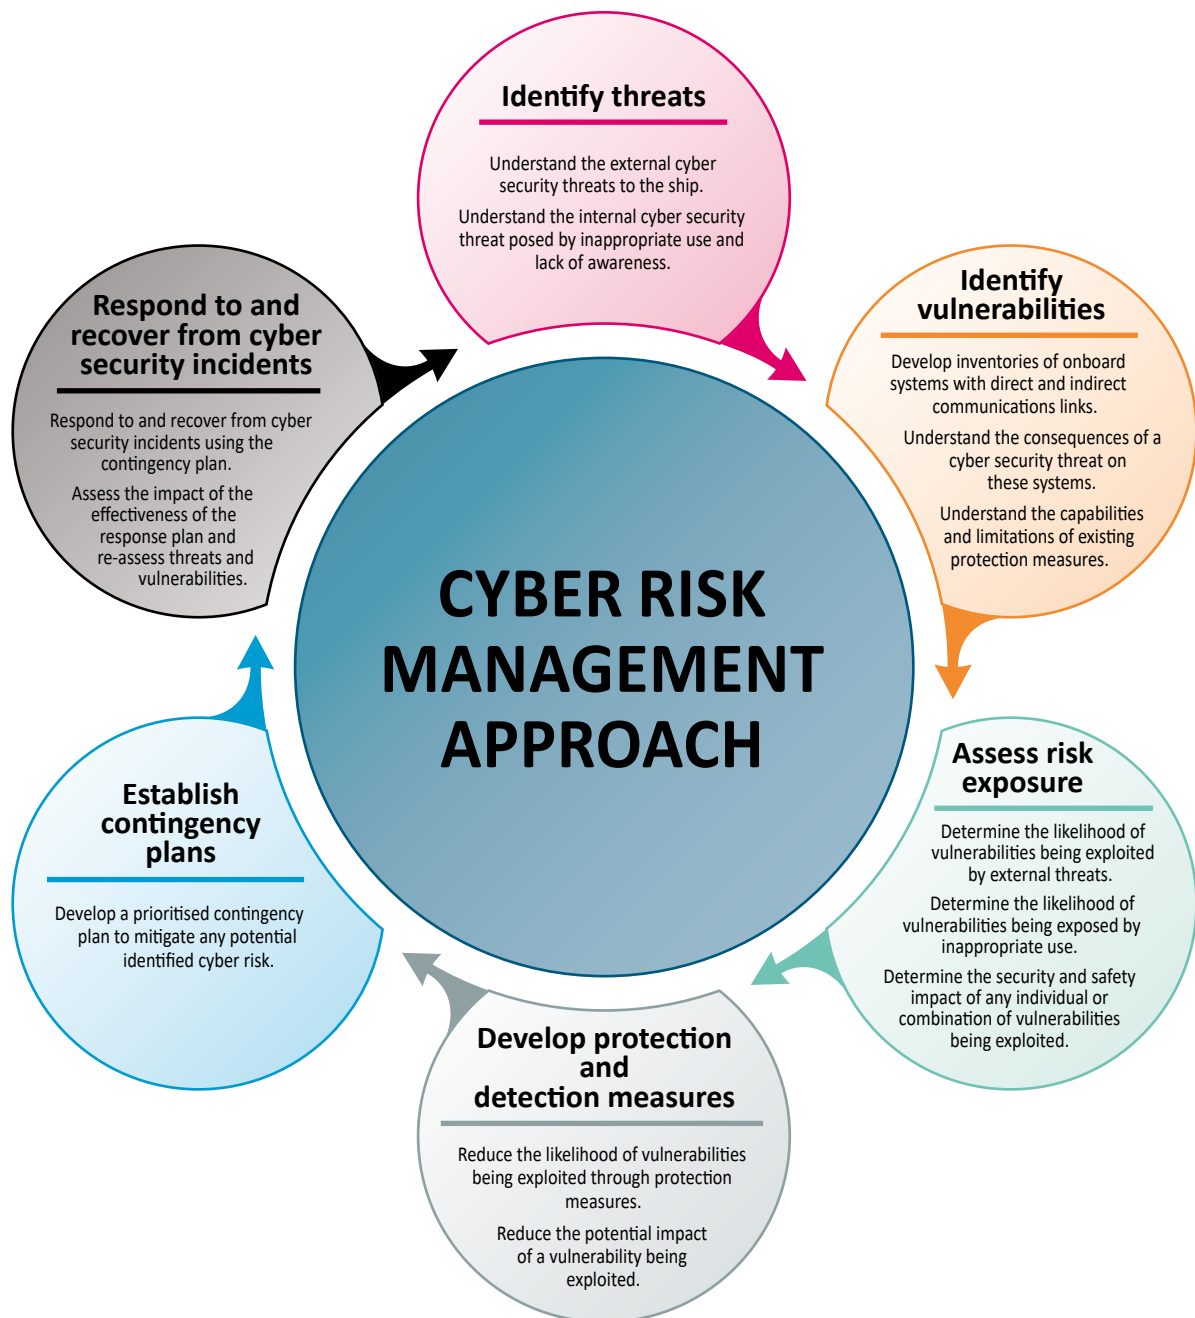 Identify threats
Understand the external cyber
security threats to the ship.
Understand the internal cyber security
threat posed by inappropriate use and
lack of awareness.
Identify
vulnerabilities
Develop inventories of onboard
systems with direct and indirect
communications links.
Understand the consequences of a
cyber security threat on
these systems.
Understand the capabilities
and limitations of existing
protection measures.
Assess risk
exposure
Determine the likelihood of
vulnerabilities being exploited
by external threats.
Determine the likelihood of
vulnerabilities being exposed by
inappropriate use.
Determine the security and safety
impact of any individual or
combination of vulnerabilities
being exploited.
Develop protection
and
detection measures
Reduce the likelihood of vulnerabilities
being exploited through protection
measures.
Reduce the potential impact
of a vulnerability being
exploited.
Establish
contingency
plans
Develop a prioritised contingency
plan to mitigate any potential
identified cyber risk.
Respond to and
recover from cyber
security incidents
Respond to and recover from cyber
security incidents using the
contingency plan.
Assess the impact of the
effectiveness of the
response plan and
re-assess threats and
vulnerabilities.
CYBER RISK
MANAGEMENT
APPROACH